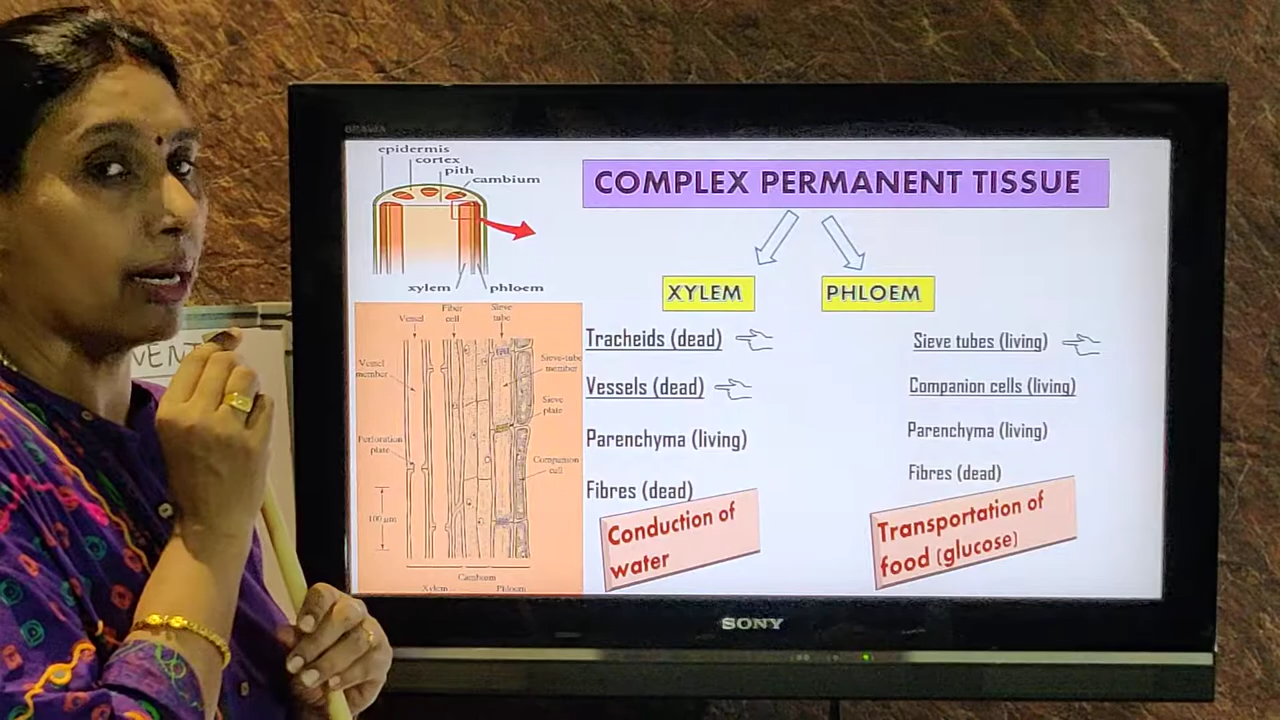 BRAVIA
epidermis
cortex
pith
cambium
xylem
phloem
COMPLEX PERMANENT TISSUE
XYLEM
PHLOEM
Tracheids (dead)
Vessels (dead)
Parenchyma (living)
Fibres (dead)
Conduction of
water
Sieve tubes (living)
Companion cells (living)
Parenchyma (living)
Fibres (dead)
Transportation of
food (glucose)
Vessel
Fiber
cell
Sieve
tube
Vessel
member
Sieve-tube
member
Sieve
plate
Perforation
plate
Companion
cell
100 µm
Cambium
Xylem
Phloem
SONY